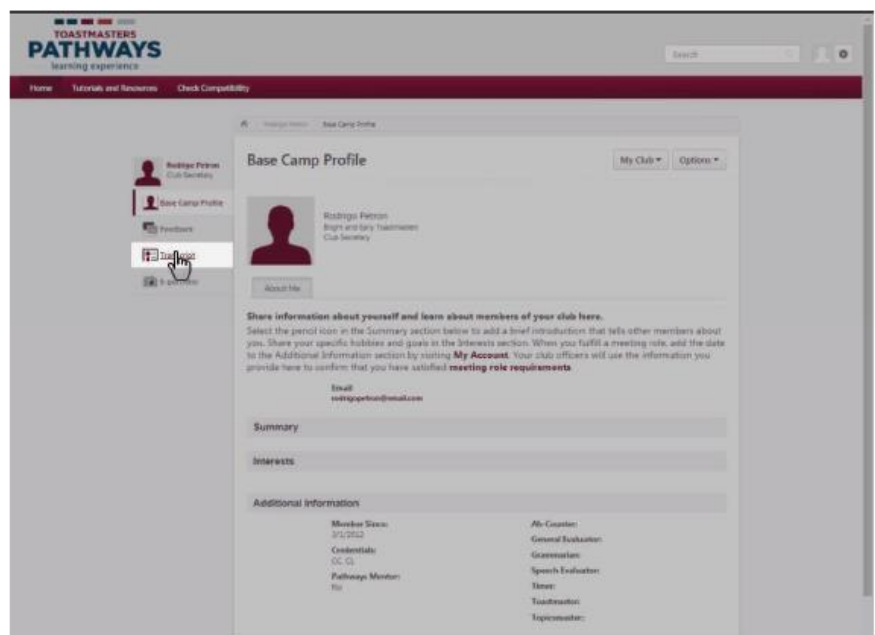 TOASTMASTERS
PATHWAYS
learning experience
Search
Home Tutorials and Resources Check Compatibility
Rodrigo Petron Base Camp Profile
Rodrigo Petron
Club Secretary
Base Camp Profile
Feedback
Transcript
E-portfolio
Base Camp Profile
My Club Options
Rodrigo Petron
Bright and Early Toastmasters
Club Secretary
About Me
Share information about yourself and learn about members of your club here.
Select the pencil icon in the Summary section below to add a brief introduction that tells other members about
you. Share your specific hobbies and goals in the Interests section. When you fulfill a meeting role, add the date
to the Additional Information section by visiting My Account. Your club officers will use the information you
provide here to confirm that you have satisfied meeting role requirements
Email
rodrigopetron@email.com
Summary
Interests
Additional Information
Member Since:
3/1/2012
Credentials:
CC, CL
Pathways Mentor:
No
Ah-Counter:
General Evaluator:
Grammarian:
Speech Evaluator:
Timer:
Toastmaster:
Topicsmaster: